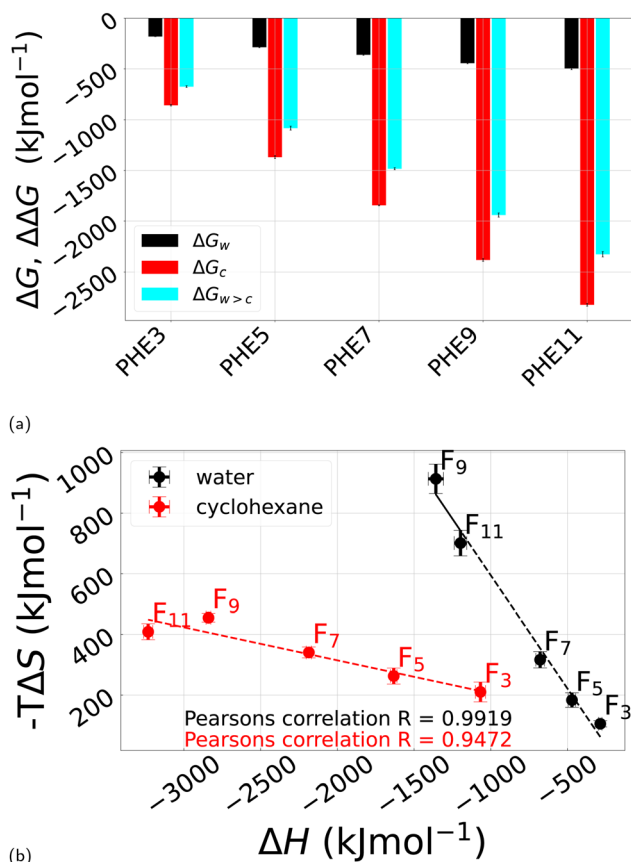 0
−500
−1000
−1500
−2000
−2500
ΔG, ΔΔG (kJmol⁻¹)
ΔG_w
ΔG_c
ΔG_{w>c}
PHE3 PHE5 PHE7 PHE9 PHE11
(a)
1000
800
600
400
200
-TΔS (kJmol⁻¹)
water
cyclohexane
F₉
F₁₁
F₇
F₅
F₃
F₁₁
F₉
F₇
F₅
F₃
Pearsons correlation R = 0.9919
Pearsons correlation R = 0.9472
−3000 −2500 −2000 −1500 −1000 −500
ΔH (kJmol⁻¹)
(b)